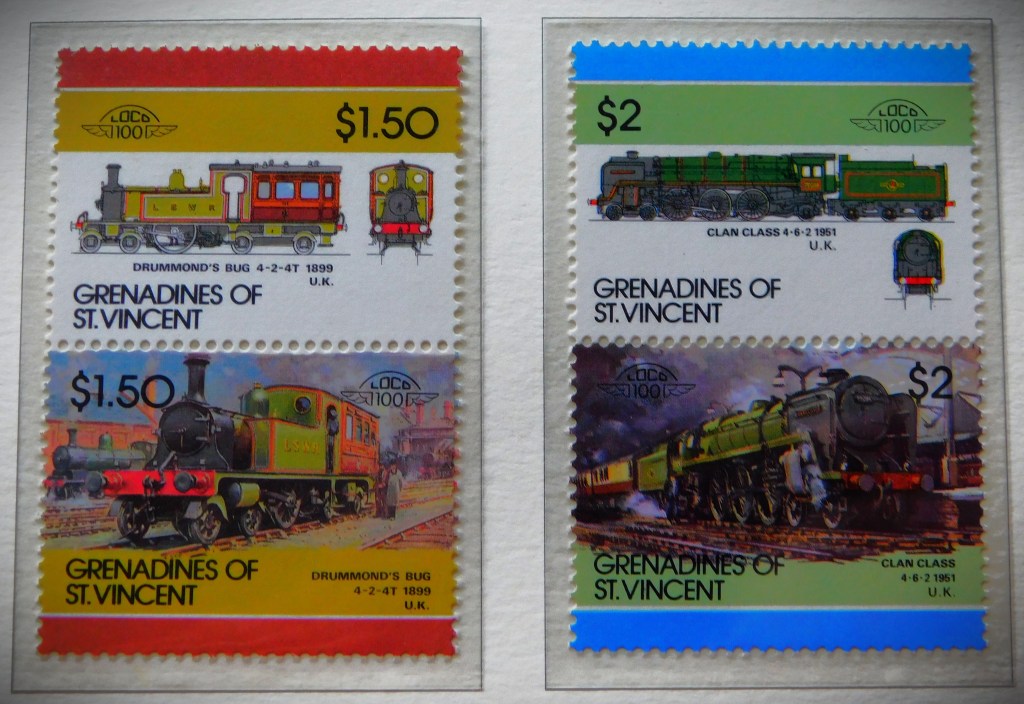 LOCO
100
$1.50
L S W R
DRUMMOND'S BUG 4-2-4T 1899
U.K.
GRENADINES OF
ST.VINCENT
$1.50
LOCO
100
LSWR
GRENADINES OF
ST.VINCENT
DRUMMOND'S BUG
4-2-4T 1899
U.K.
$2
LOCO
100
CLAN CLASS 4-6-2 1951
U.K.
GRENADINES OF
ST.VINCENT
LOCO
100
$2
GRENADINES OF
ST.VINCENT
CLAN CLASS
4-6-2 1951
U.K.